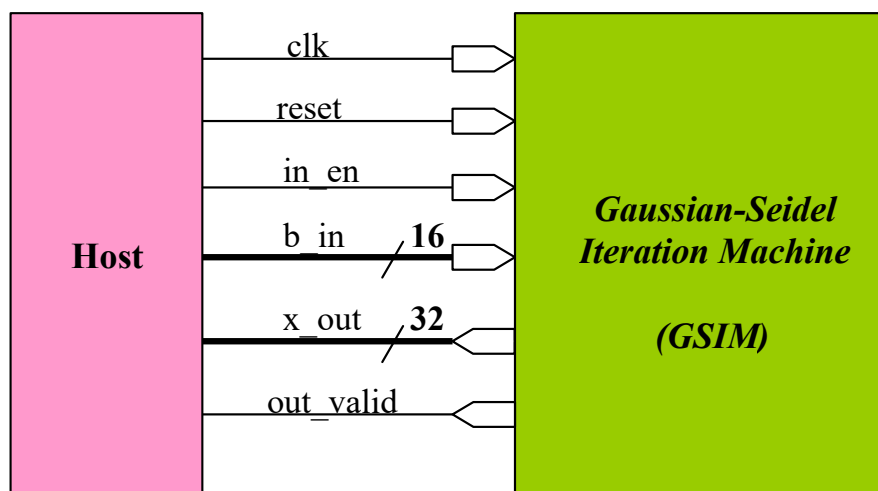 clk
reset
in_en
b_in 16
x_out 32
out_valid
Host
Gaussian-Seidel
Iteration Machine
(GSIM)